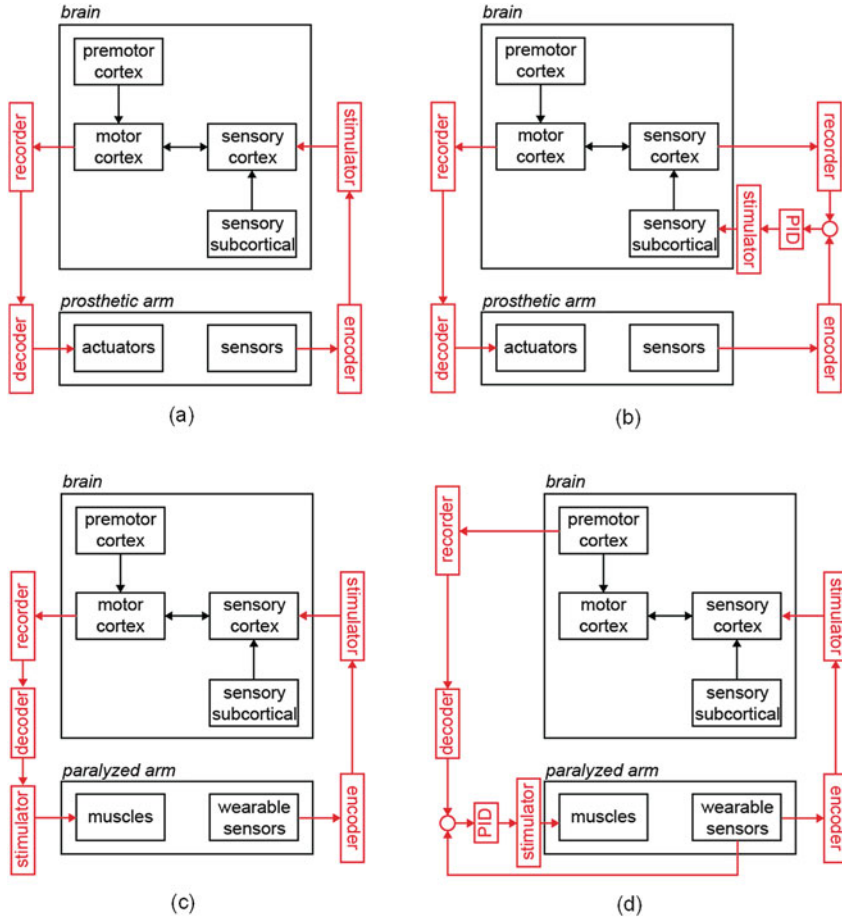 brain
premotor
cortex
motor
cortex
sensory
cortex
sensory
subcortical
recorder
decoder
stimulator
encoder
prosthetic arm
actuators
sensors
(a)
brain
premotor
cortex
motor
cortex
sensory
cortex
sensory
subcortical
recorder
decoder
recorder
stimulator
PID
encoder
prosthetic arm
actuators
sensors
(b)
brain
premotor
cortex
motor
cortex
sensory
cortex
sensory
subcortical
recorder
decoder
stimulator
stimulator
encoder
paralyzed arm
muscles
wearable
sensors
(c)
brain
premotor
cortex
motor
cortex
sensory
cortex
sensory
subcortical
recorder
decoder
PID
stimulator
stimulator
encoder
paralyzed arm
muscles
wearable
sensors
(d)